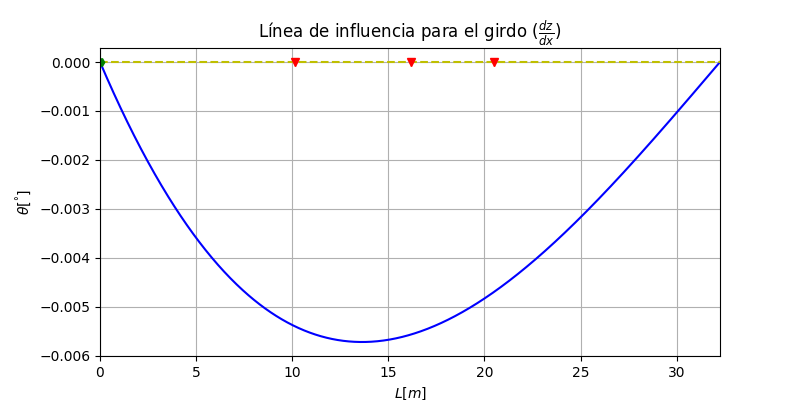 Línea de influencia para el girdo (dz/dx)
0.000
−0.001
−0.002
−0.003
−0.004
−0.005
−0.006
θ[°]
0 5 10 15 20 25 30
L[m]